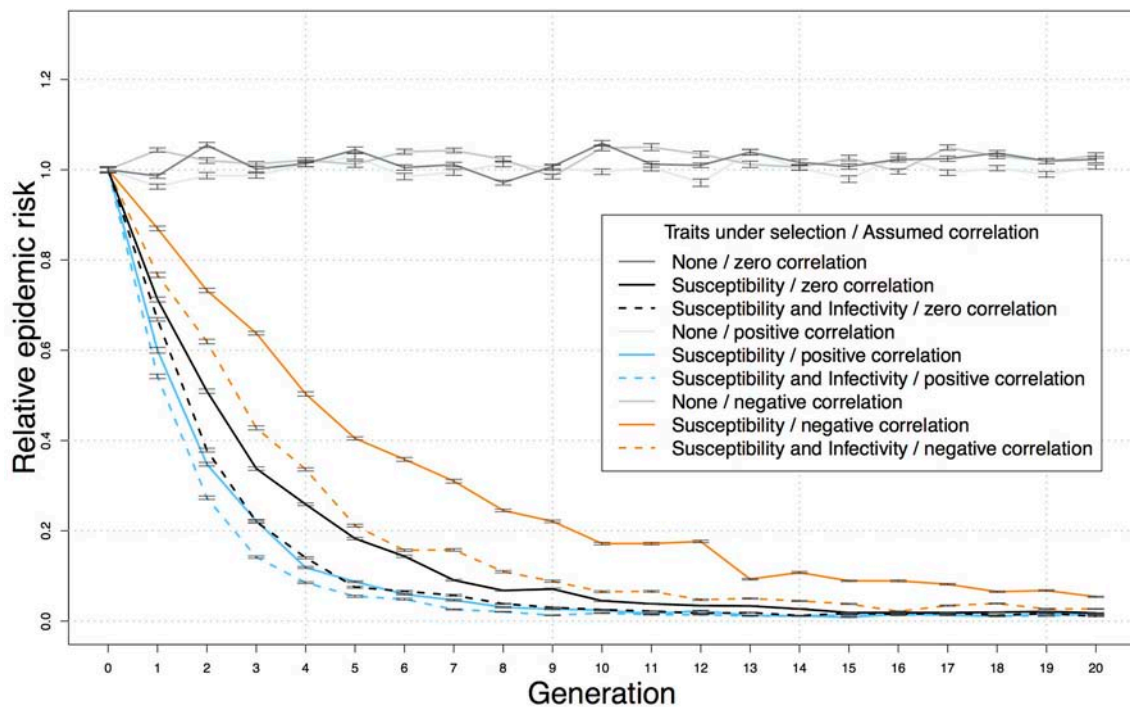 Relative epidemic risk
1.2
1.0
0.8
0.6
0.4
0.2
0.0
Traits under selection / Assumed correlation
None / zero correlation
Susceptibility / zero correlation
Susceptibility and Infectivity / zero correlation
None / positive correlation
Susceptibility / positive correlation
Susceptibility and Infectivity / positive correlation
None / negative correlation
Susceptibility / negative correlation
Susceptibility and Infectivity / negative correlation
0 1 2 3 4 5 6 7 8 9 10 11 12 13 14 15 16 17 18 19 20
Generation